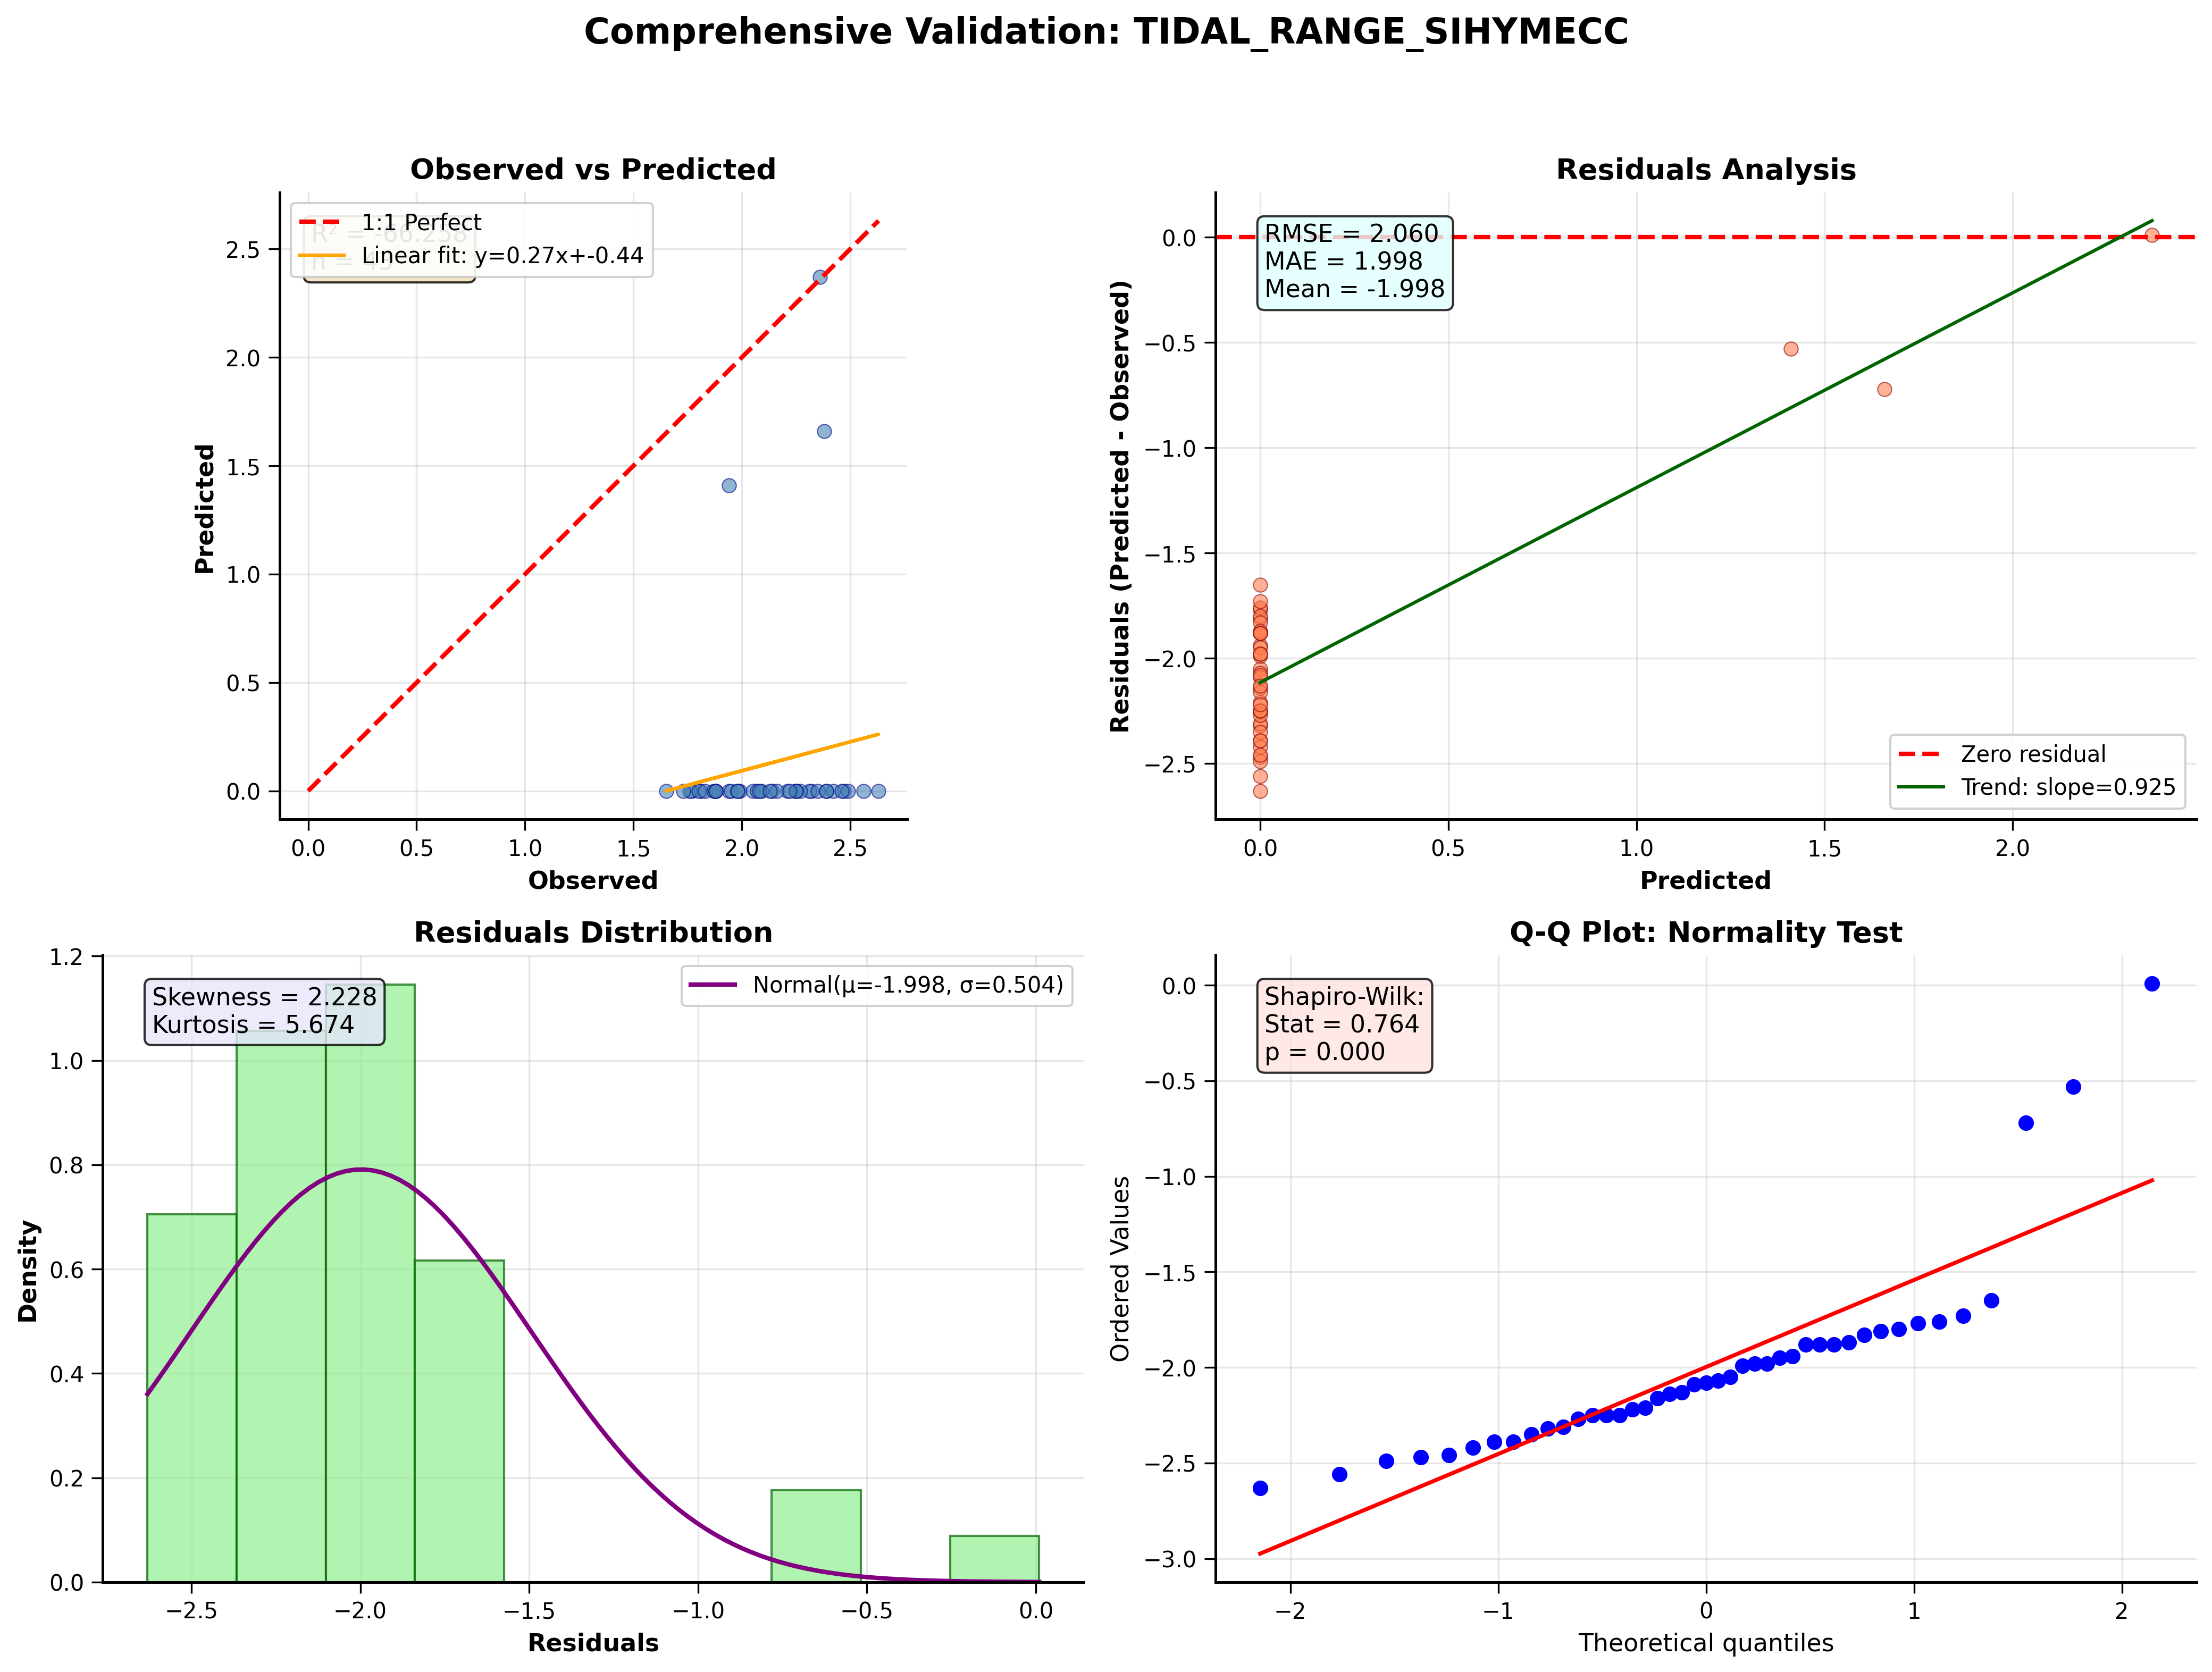 Comprehensive Validation: TIDAL_RANGE_SIHYMECC
Observed vs Predicted
R² = -66.258
1:1 Perfect
Linear fit: y=0.27x+-0.44
2.5
2.0
1.5
1.0
0.5
0.0
Predicted
0.0 0.5 1.0 1.5 2.0 2.5
Observed
Residuals Analysis
RMSE = 2.060
MAE = 1.998
Mean = -1.998
0.0
−0.5
−1.0
−1.5
−2.0
−2.5
Residuals (Predicted - Observed)
Zero residual
Trend: slope=0.925
0.0 0.5 1.0 1.5 2.0
Predicted
Residuals Distribution
Skewness = 2.228
Kurtosis = 5.674
Normal(μ=-1.998, σ=0.504)
1.2
1.0
0.8
0.6
0.4
0.2
0.0
Density
−2.5 −2.0 −1.5 −1.0 −0.5 0.0
Residuals
Q-Q Plot: Normality Test
Shapiro-Wilk:
Stat = 0.764
p = 0.000
0.0
−0.5
−1.0
−1.5
−2.0
−2.5
−3.0
Ordered Values
−2 −1 0 1 2
Theoretical quantiles